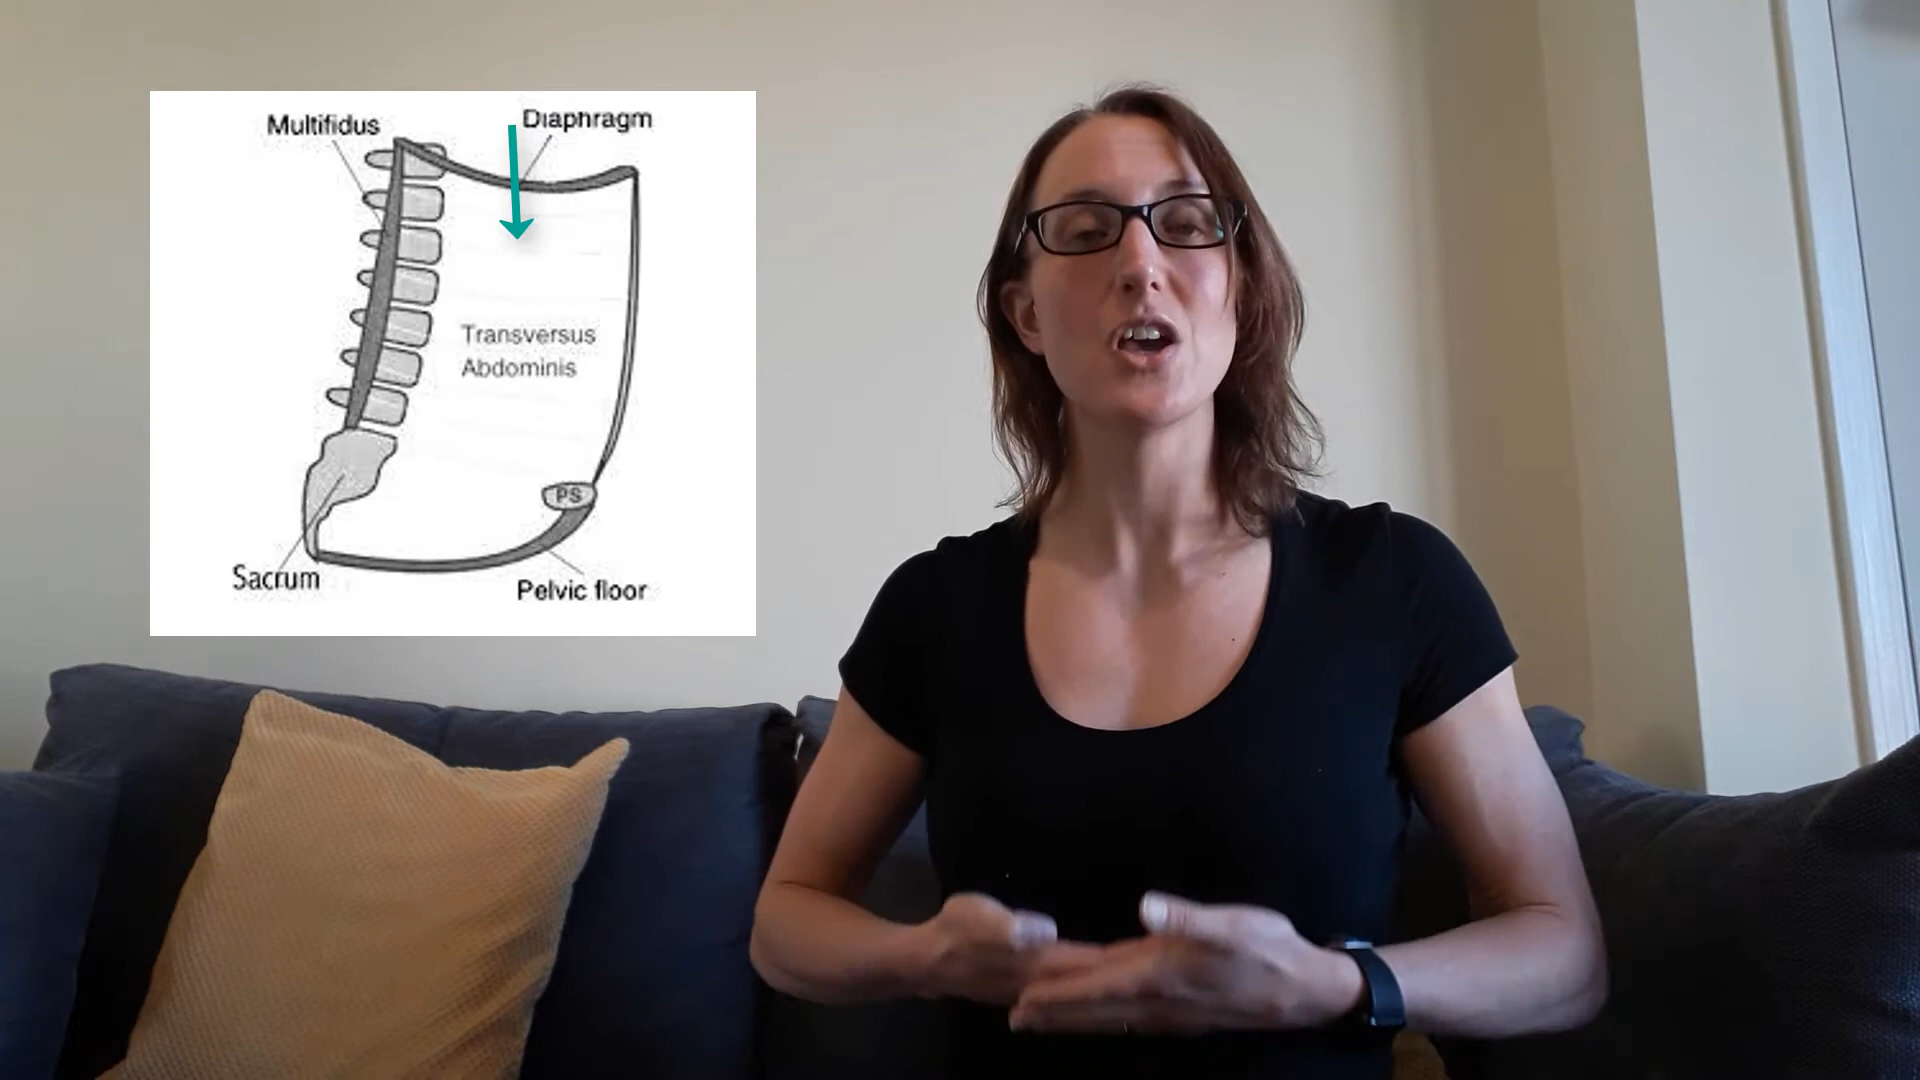 Multifidus
Diaphragm
Transversus
Abdominis
PS
Sacrum
Pelvic floor